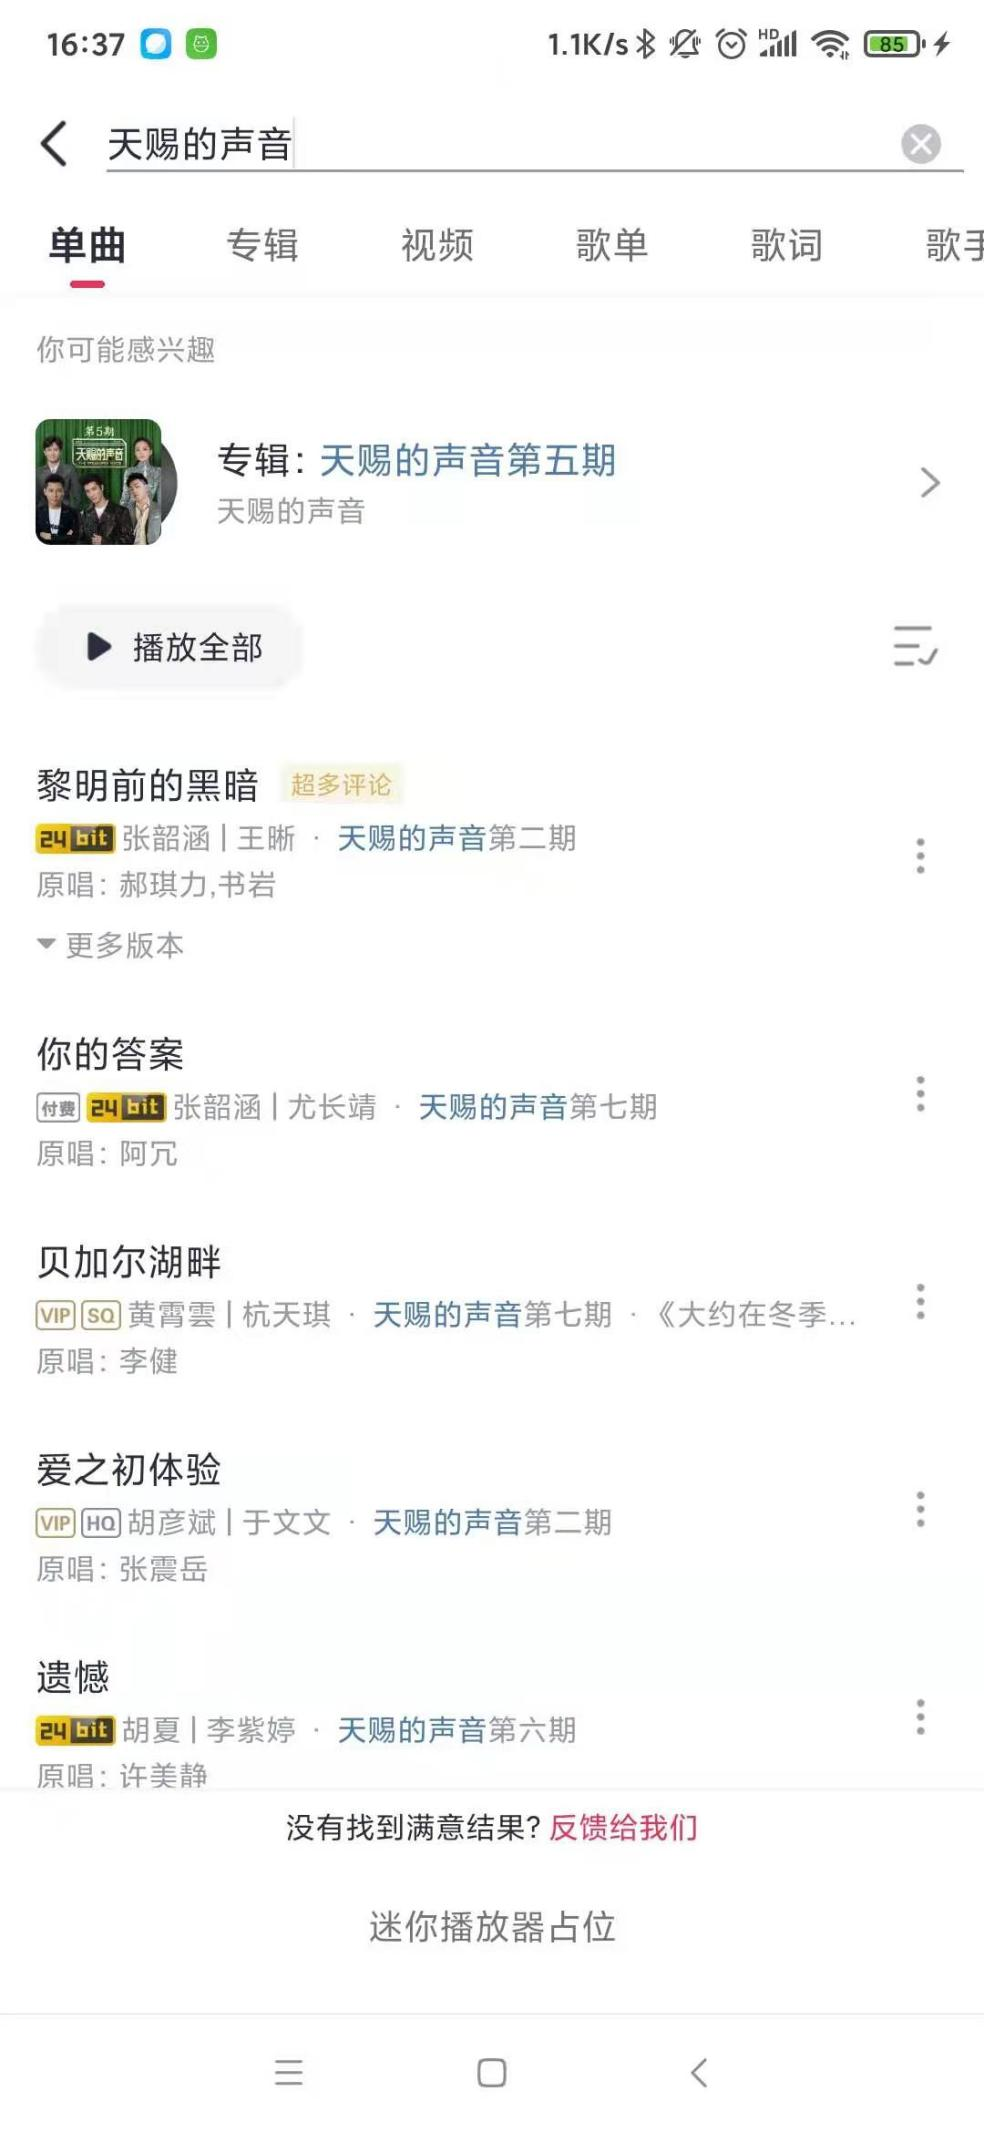 16:37
1.1K/s
HD
85
天赐的声音
单曲 专辑 视频 歌单 歌词 歌手
你可能感兴趣
第5期
天赐的声音
专辑：天赐的声音第五期
天赐的声音
播放全部
黎明前的黑暗 超多评论
24 bit 张韶涵 | 王晰 · 天赐的声音第二期
原唱：郝琪力,书岩
更多版本
你的答案
付费 24 bit 张韶涵 | 尤长靖 · 天赐的声音第七期
原唱：阿冗
贝加尔湖畔
VIP SQ 黄霄雲 | 杭天琪 · 天赐的声音第七期 · 《大约在冬季...
原唱：李健
爱之初体验
VIP HQ 胡彦斌 | 于文文 · 天赐的声音第二期
原唱：张震岳
遗憾
24 bit 胡夏 | 李紫婷 · 天赐的声音第六期
原唱：许美静
没有找到满意结果? 反馈给我们
迷你播放器占位